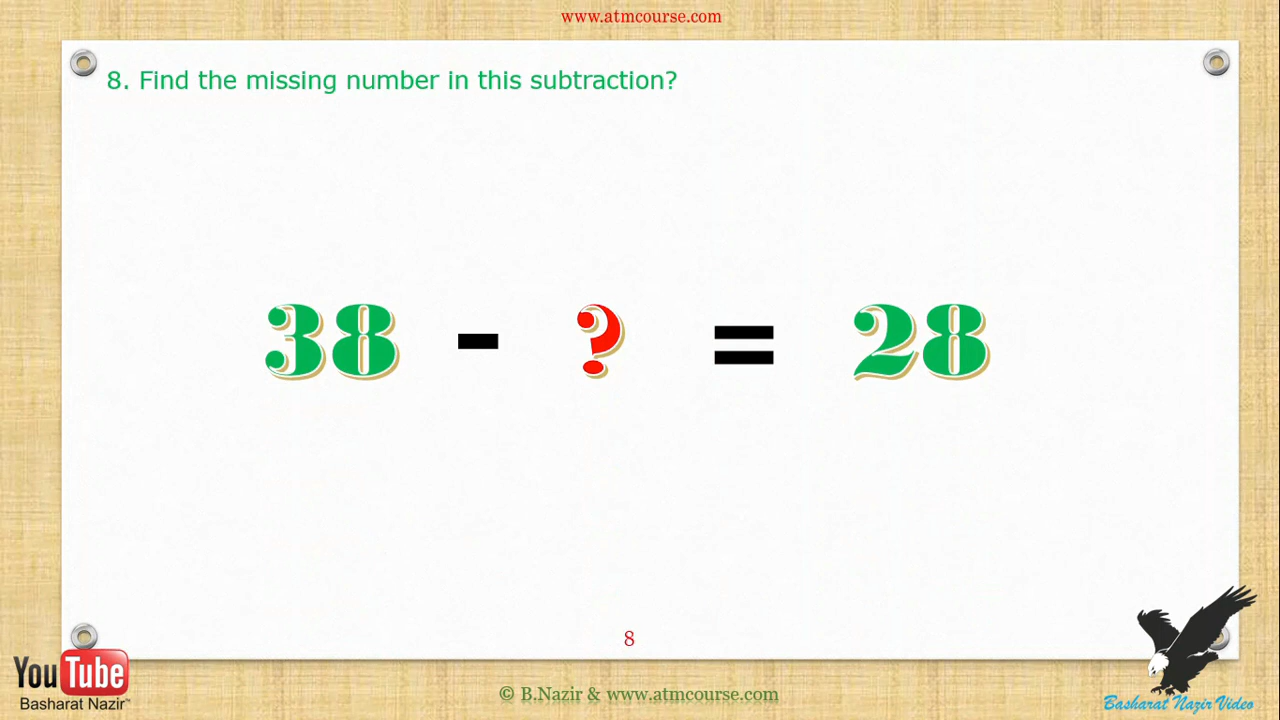 www.atmcourse.com
8. Find the missing number in this subtraction?
38 - ? = 28
8
YouTube
Basharat Nazir™
© B.Nazir & www.atmcourse.com
Basharat Nazir Video